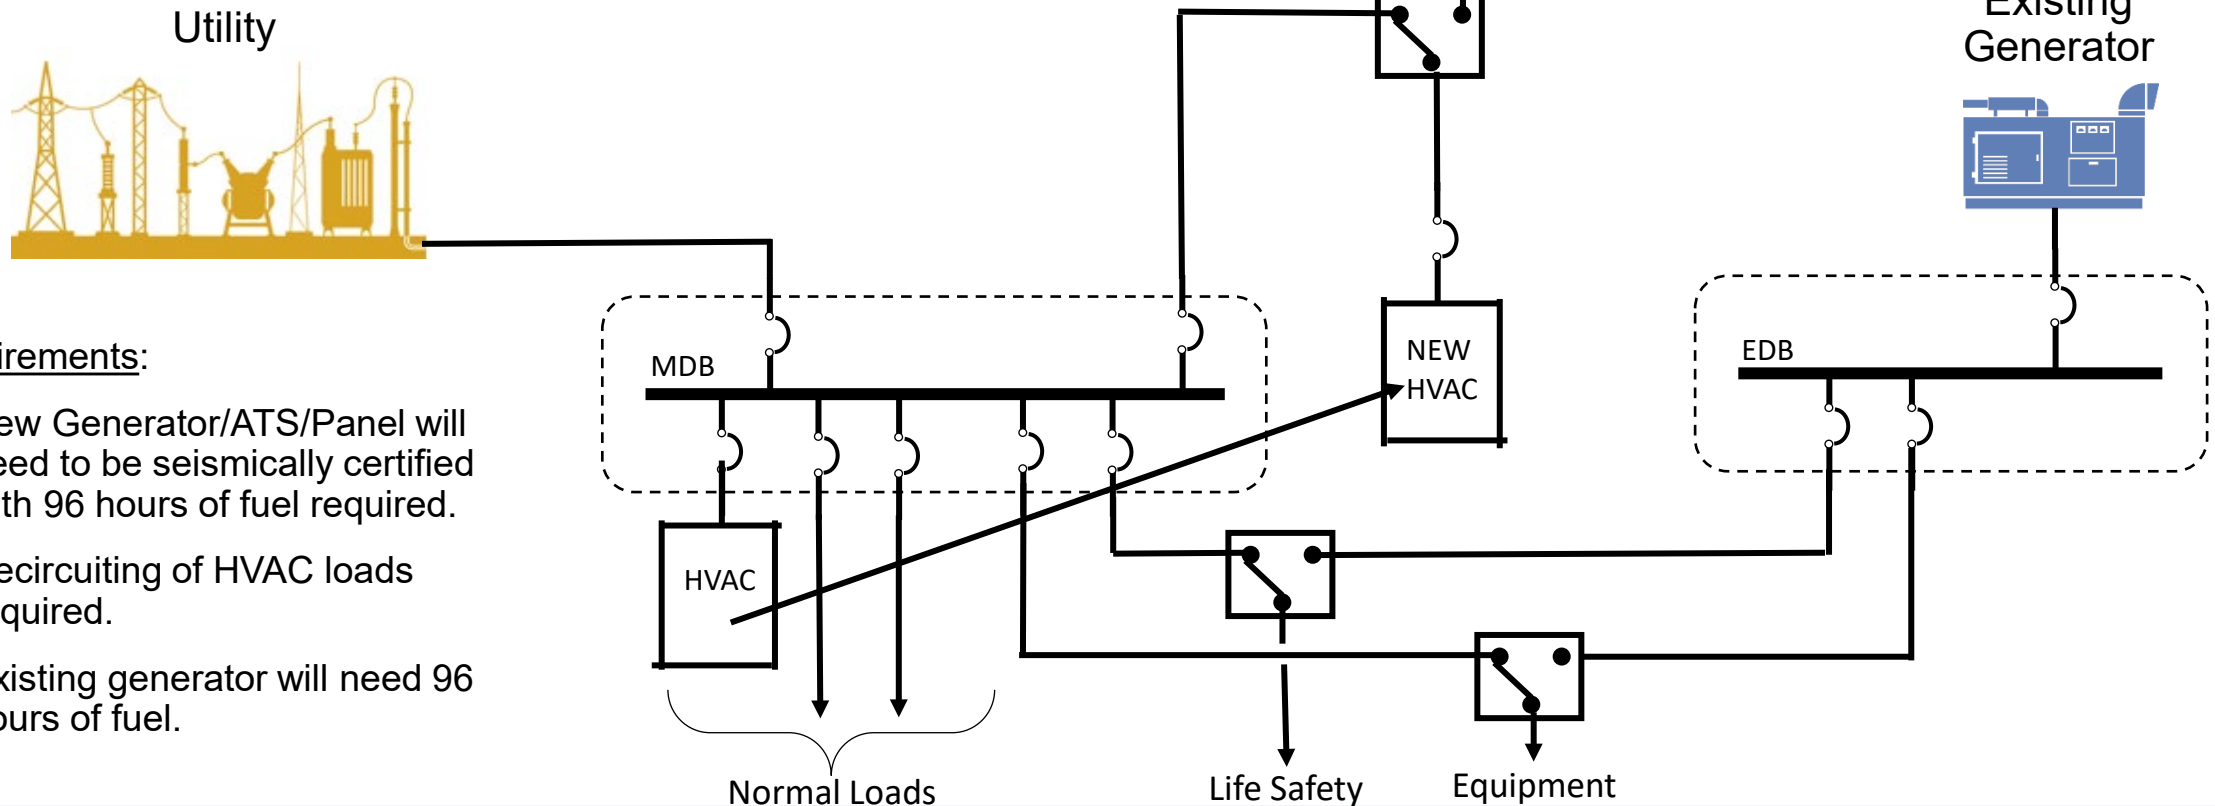 Utility
Existing
Generator
irements:
ew Generator/ATS/Panel will
eed to be seismically certified
th 96 hours of fuel required.
ecircuiting of HVAC loads
quired.
xisting generator will need 96
ours of fuel.
MDB
NEW
HVAC
EDB
HVAC
Normal Loads
Life Safety
Equipment